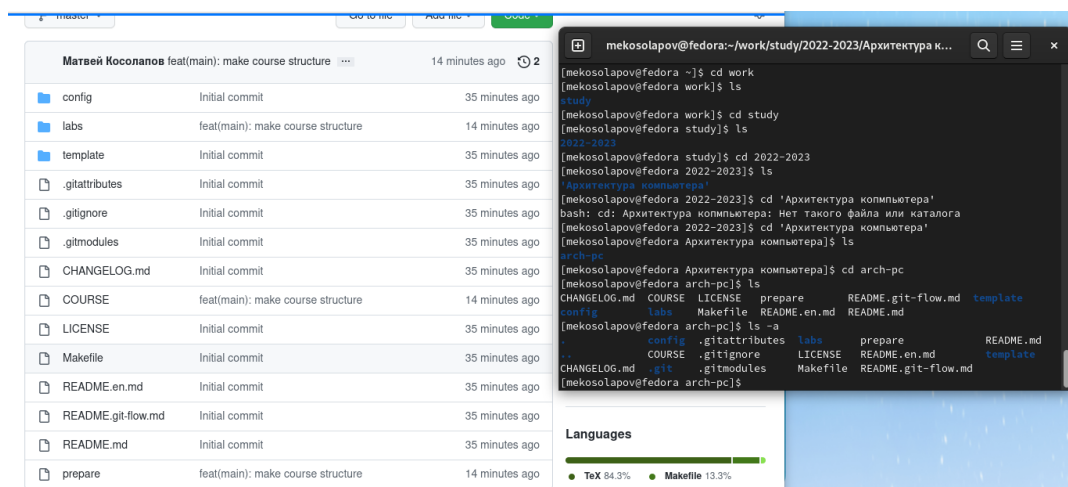 master
Go to file
Add file
Code
Матвей Косолапов feat(main): make course structure ... 14 minutes ago 2
config Initial commit 35 minutes ago
labs feat(main): make course structure 14 minutes ago
template Initial commit 35 minutes ago
.gitattributes Initial commit 35 minutes ago
.gitignore Initial commit 35 minutes ago
.gitmodules Initial commit 35 minutes ago
CHANGELOG.md Initial commit 35 minutes ago
COURSE feat(main): make course structure 14 minutes ago
LICENSE Initial commit 35 minutes ago
Makefile Initial commit 35 minutes ago
README.en.md Initial commit 35 minutes ago
README.git-flow.md Initial commit 35 minutes ago
README.md Initial commit 35 minutes ago
prepare feat(main): make course structure 14 minutes ago
mekosolapov@fedora:~/work/study/2022-2023/Архитектура к...
[mekosolapov@fedora ~]$ cd work
[mekosolapov@fedora work]$ ls
study
[mekosolapov@fedora work]$ cd study
[mekosolapov@fedora study]$ ls
2022-2023
[mekosolapov@fedora study]$ cd 2022-2023
[mekosolapov@fedora 2022-2023]$ ls
'Архитектура компьютера'
[mekosolapov@fedora 2022-2023]$ cd 'Архитектура копмпьютера'
bash: cd: Архитектура копмпьютера: Нет такого файла или каталога
[mekosolapov@fedora 2022-2023]$ cd 'Архитектура компьютера'
[mekosolapov@fedora Архитектура компьютера]$ ls
arch-pc
[mekosolapov@fedora Архитектура компьютера]$ cd arch-pc
[mekosolapov@fedora arch-pc]$ ls
CHANGELOG.md COURSE LICENSE prepare README.git-flow.md template
config labs Makefile README.en.md README.md
[mekosolapov@fedora arch-pc]$ ls -a
. config .gitattributes labs prepare README.md
.. COURSE .gitignore LICENSE README.en.md template
CHANGELOG.md .git .gitmodules Makefile README.git-flow.md
[mekosolapov@fedora arch-pc]$
Languages
TeX 84.3% Makefile 13.3%